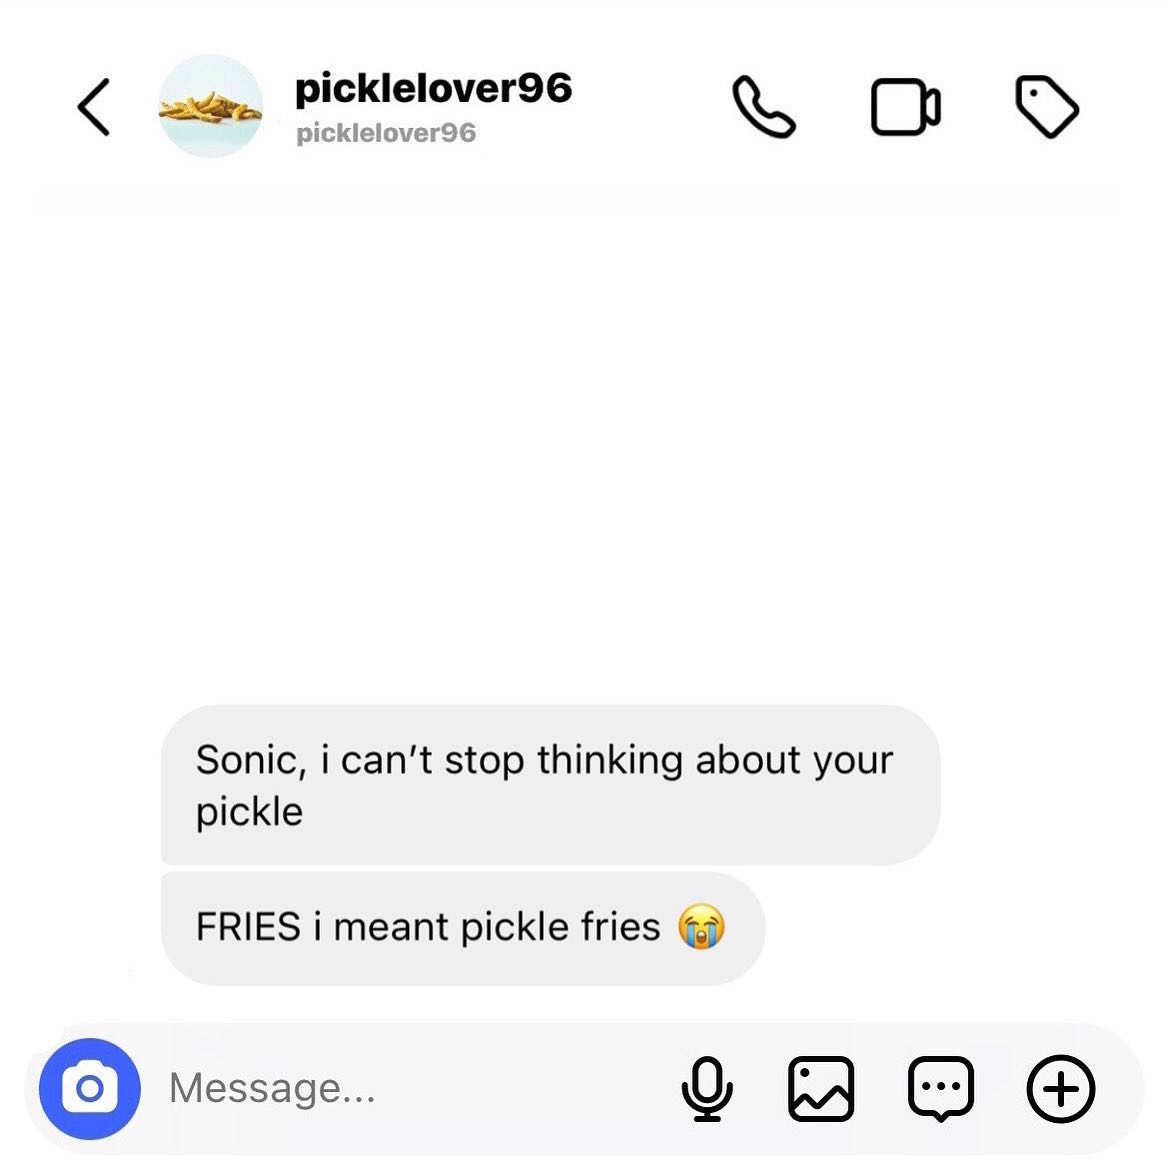 picklelover96
picklelover96
Sonic, i can’t stop thinking about your
pickle
FRIES i meant pickle fries 😭
Message...